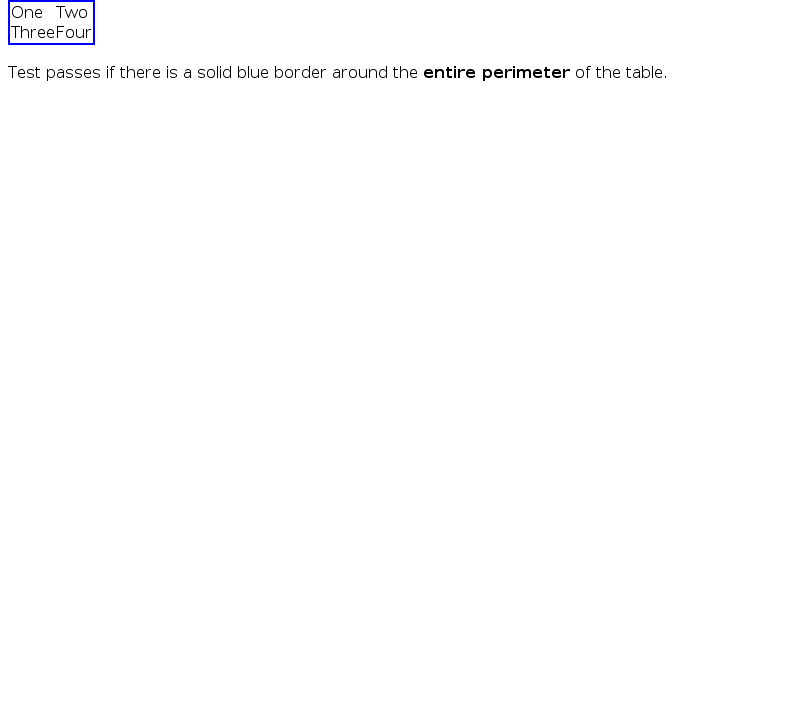 One Two
Three Four
Test passes if there is a solid blue border around the entire perimeter of the table.